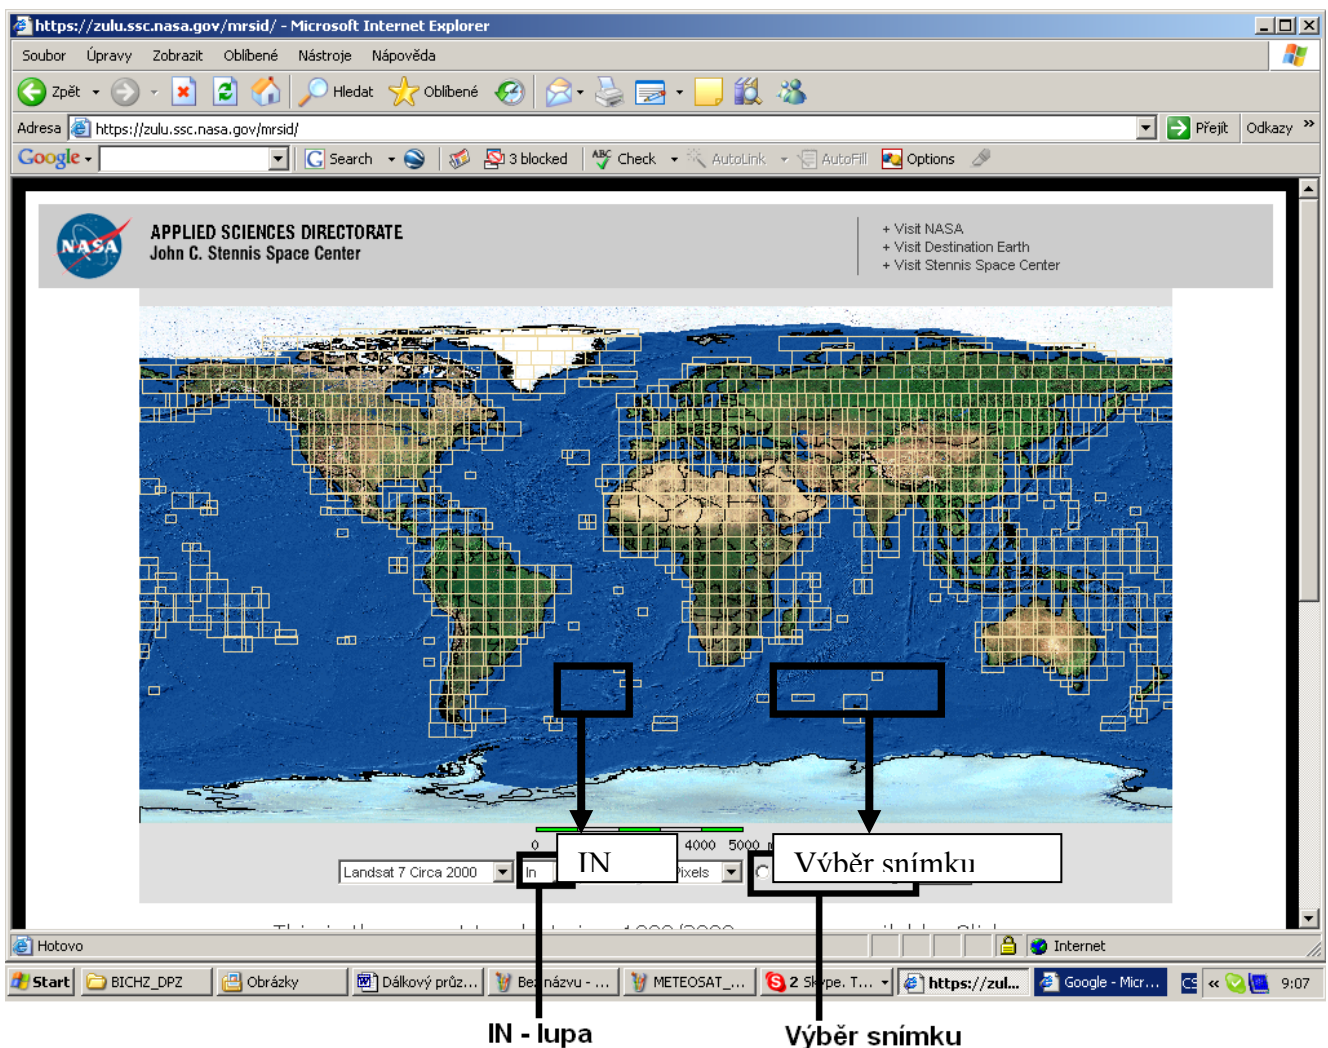 https://zulu.ssc.nasa.gov/mrsid/ - Microsoft Internet Explorer
Soubor Úpravy Zobrazit Oblíbené Nástroje Nápověda
Zpět Hledat Oblíbené
Adresa https://zulu.ssc.nasa.gov/mrsid/ Přejít Odkazy »
Google Search 3 blocked ABC Check AutoLink AutoFill Options
NASA
APPLIED SCIENCES DIRECTORATE
John C. Stennis Space Center
+ Visit NASA
+ Visit Destination Earth
+ Visit Stennis Space Center
0 4000 5000
IN
Výběr snímku
Landsat 7 Circa 2000 In Pixels
Hotovo Internet
Start BICHZ_DPZ Obrázky Dálkový průz... METEOSAT_... 2 Skype. T... https://zul... Google - Micr... « 9:07
IN - lupa
Výběr snímku